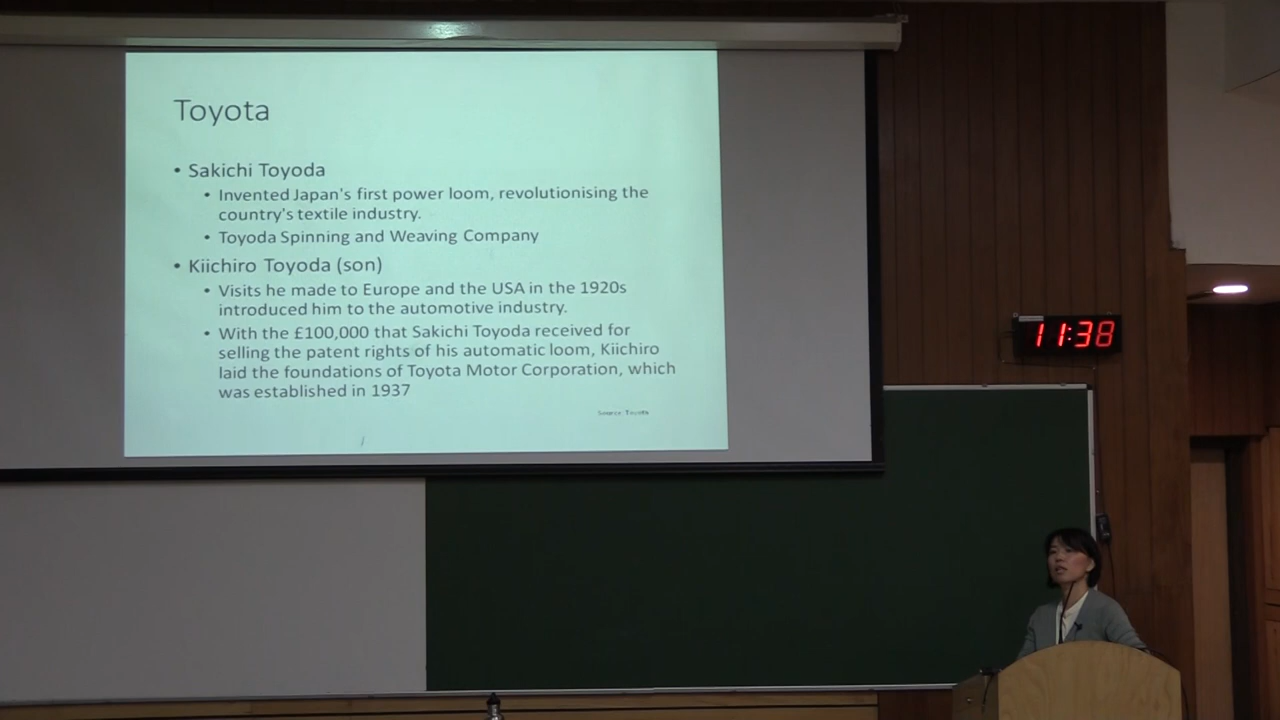 Toyota
• Sakichi Toyoda
• Invented Japan's first power loom, revolutionising the
country's textile industry.
• Toyoda Spinning and Weaving Company
• Kiichiro Toyoda (son)
• Visits he made to Europe and the USA in the 1920s
introduced him to the automotive industry.
• With the £100,000 that Sakichi Toyoda received for
selling the patent rights of his automatic loom, Kiichiro
laid the foundations of Toyota Motor Corporation, which
was established in 1937
Source: Toyota
11:38